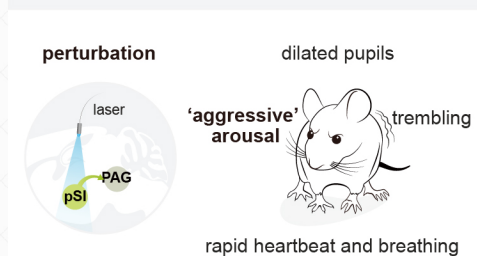 perturbation
laser
PAG
pSI
dilated pupils
‘aggressive’
arousal
trembling
rapid heartbeat and breathing